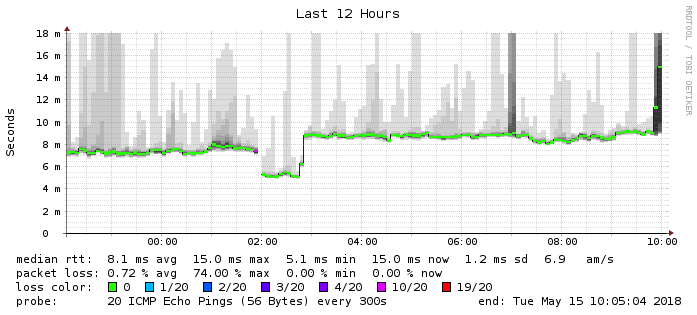 Last 12 Hours
RRDTOOL / TOBI OETIKER
Seconds
18 m
16 m
14 m
12 m
10 m
8 m
6 m
4 m
2 m
0
00:00 02:00 04:00 06:00 08:00 10:00
median rtt: 8.1 ms avg 15.0 ms max 5.1 ms min 15.0 ms now 1.2 ms sd 6.9 am/s
packet loss: 0.72 % avg 74.00 % max 0.00 % min 0.00 % now
loss color: 0 1/20 2/20 3/20 4/20 10/20 19/20
probe: 20 ICMP Echo Pings (56 Bytes) every 300s end: Tue May 15 10:05:04 2018